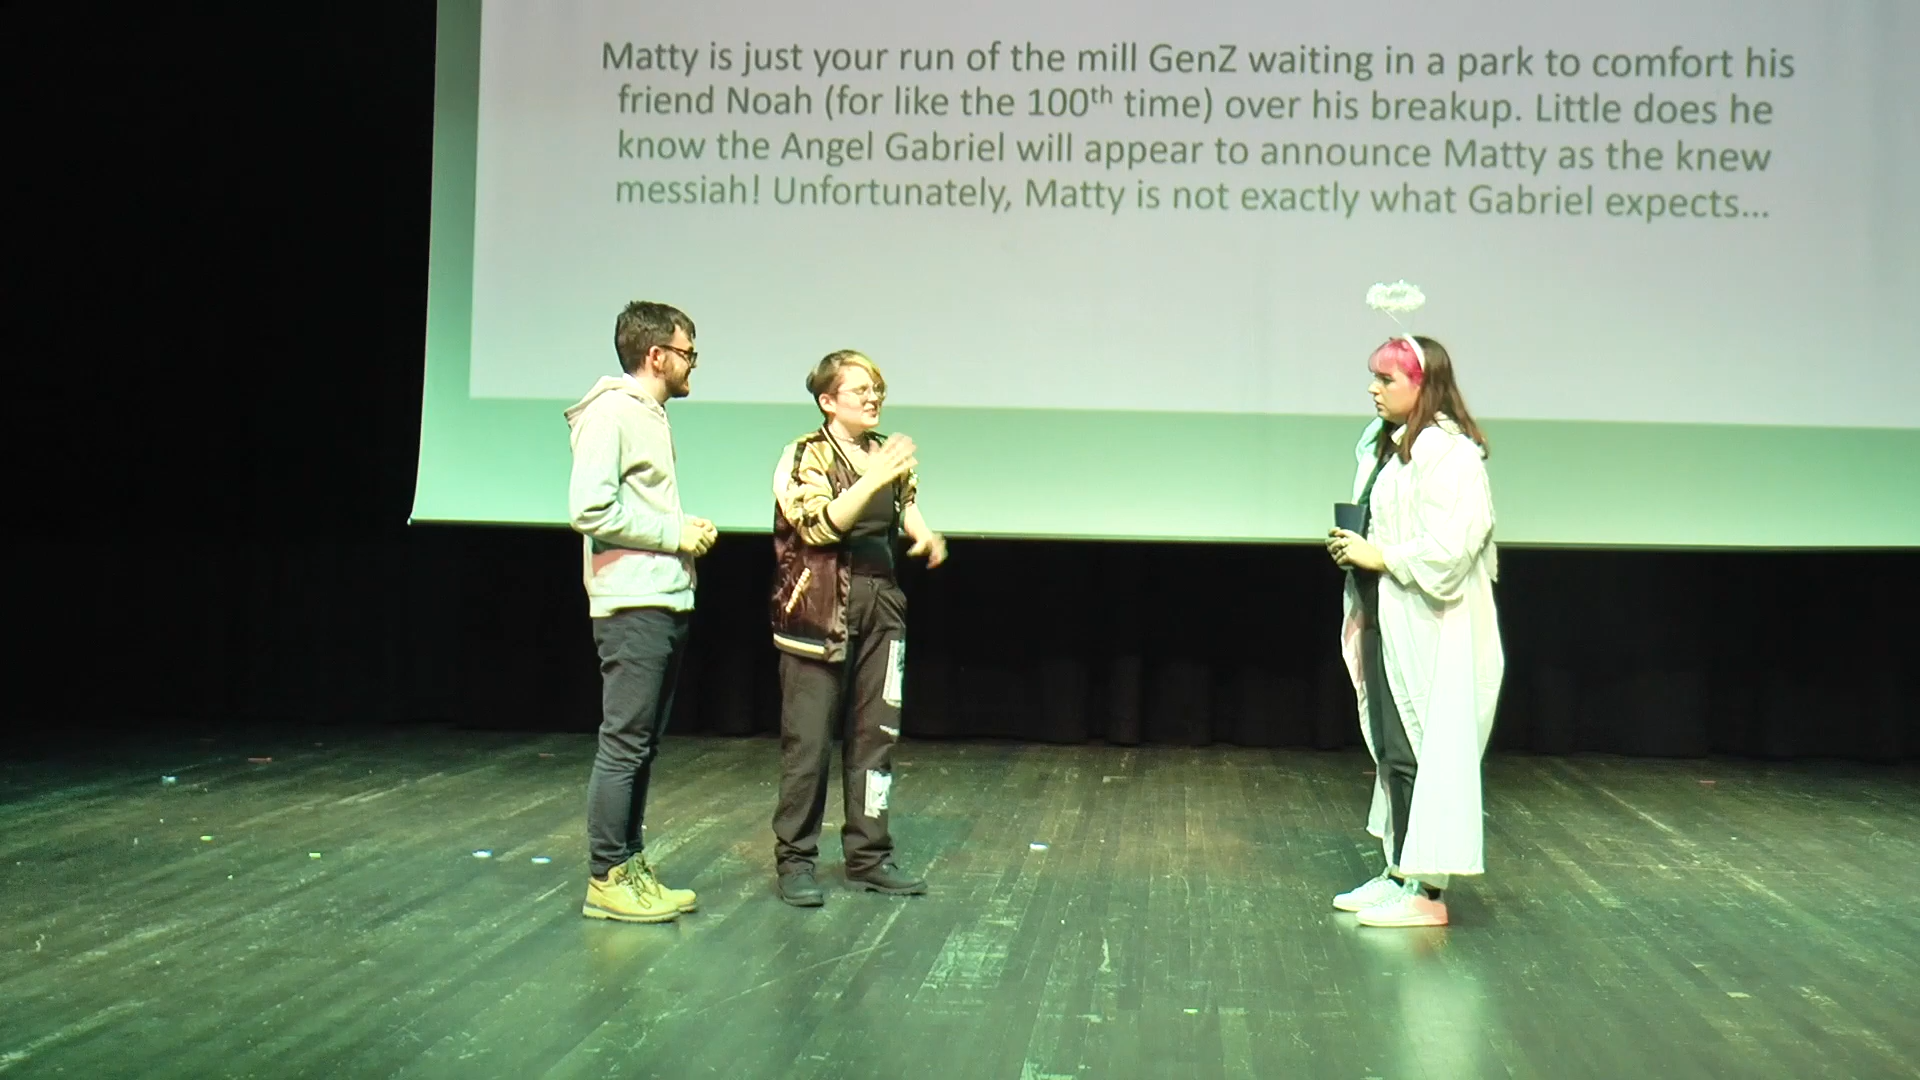 Matty is just your run of the mill GenZ waiting in a park to comfort his
friend Noah (for like the 100th time) over his breakup. Little does he
know the Angel Gabriel will appear to announce Matty as the knew
messiah! Unfortunately, Matty is not exactly what Gabriel expects...